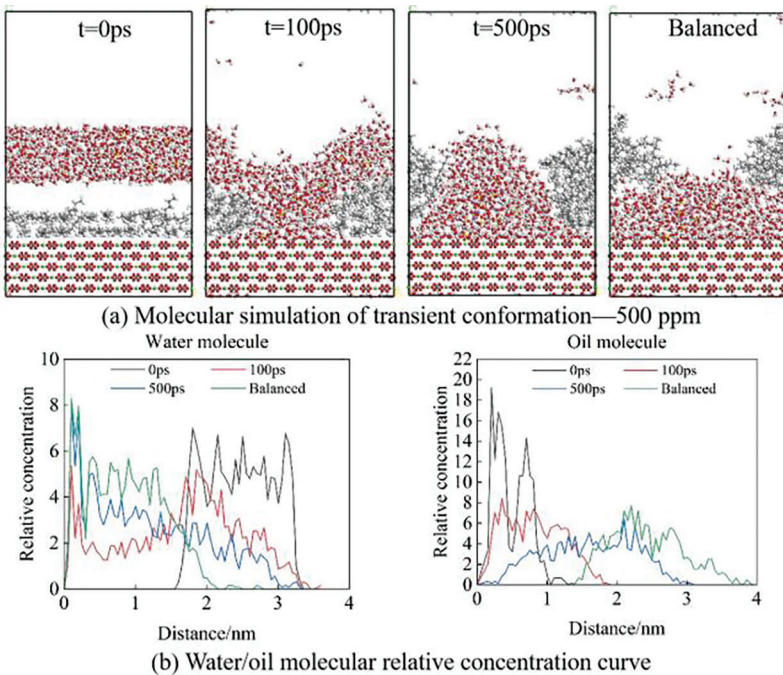 t=0ps
t=100ps
t=500ps
Balanced
(a) Molecular simulation of transient conformation—500 ppm
Water molecule
0ps
100ps
500ps
Balanced
10
8
6
4
2
0
Relative concentration
0
1
2
3
4
Distance/nm
Oil molecule
0ps
100ps
500ps
Balanced
22
20
18
16
14
12
10
8
6
4
2
0
Relative concentration
0
1
2
3
4
Distance/nm
(b) Water/oil molecular relative concentration curve